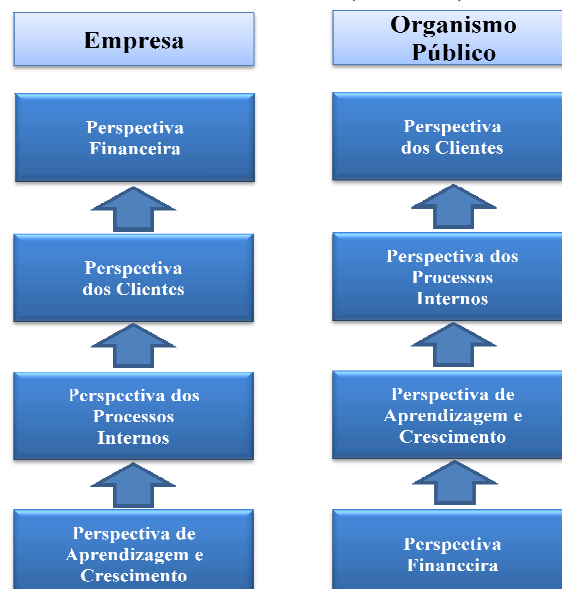 Empresa
Perspectiva
Financeira
Perspectiva
dos Clientes
Perspectiva dos
Processos
Internos
Perspectiva de
Aprendizagem e
Crescimento
Organismo
Público
Perspectiva
dos Clientes
Perspectiva dos
Processos
Internos
Perspectiva de
Aprendizagem e
Crescimento
Perspectiva
Financeira